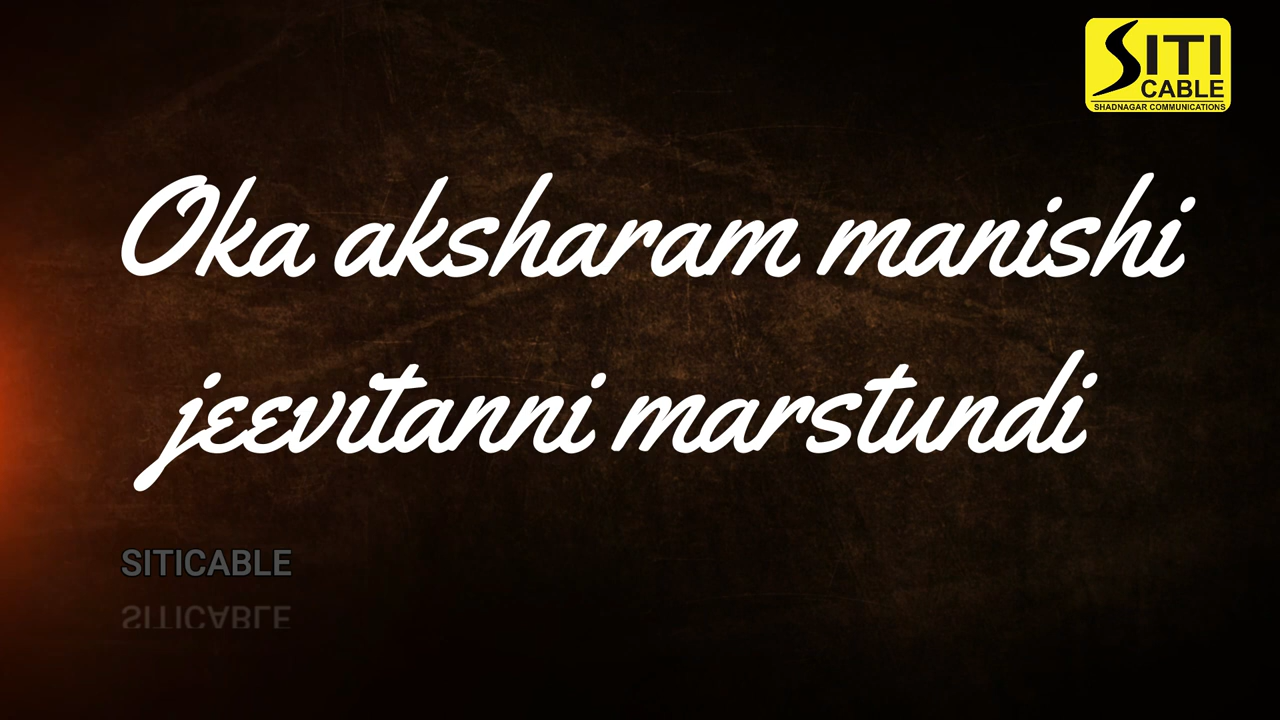 SITI
CABLE
SHADNAGAR COMMUNICATIONS
Oka aksharam manishi
jeevitanni marstundi
SITICABLE
SITICABLE